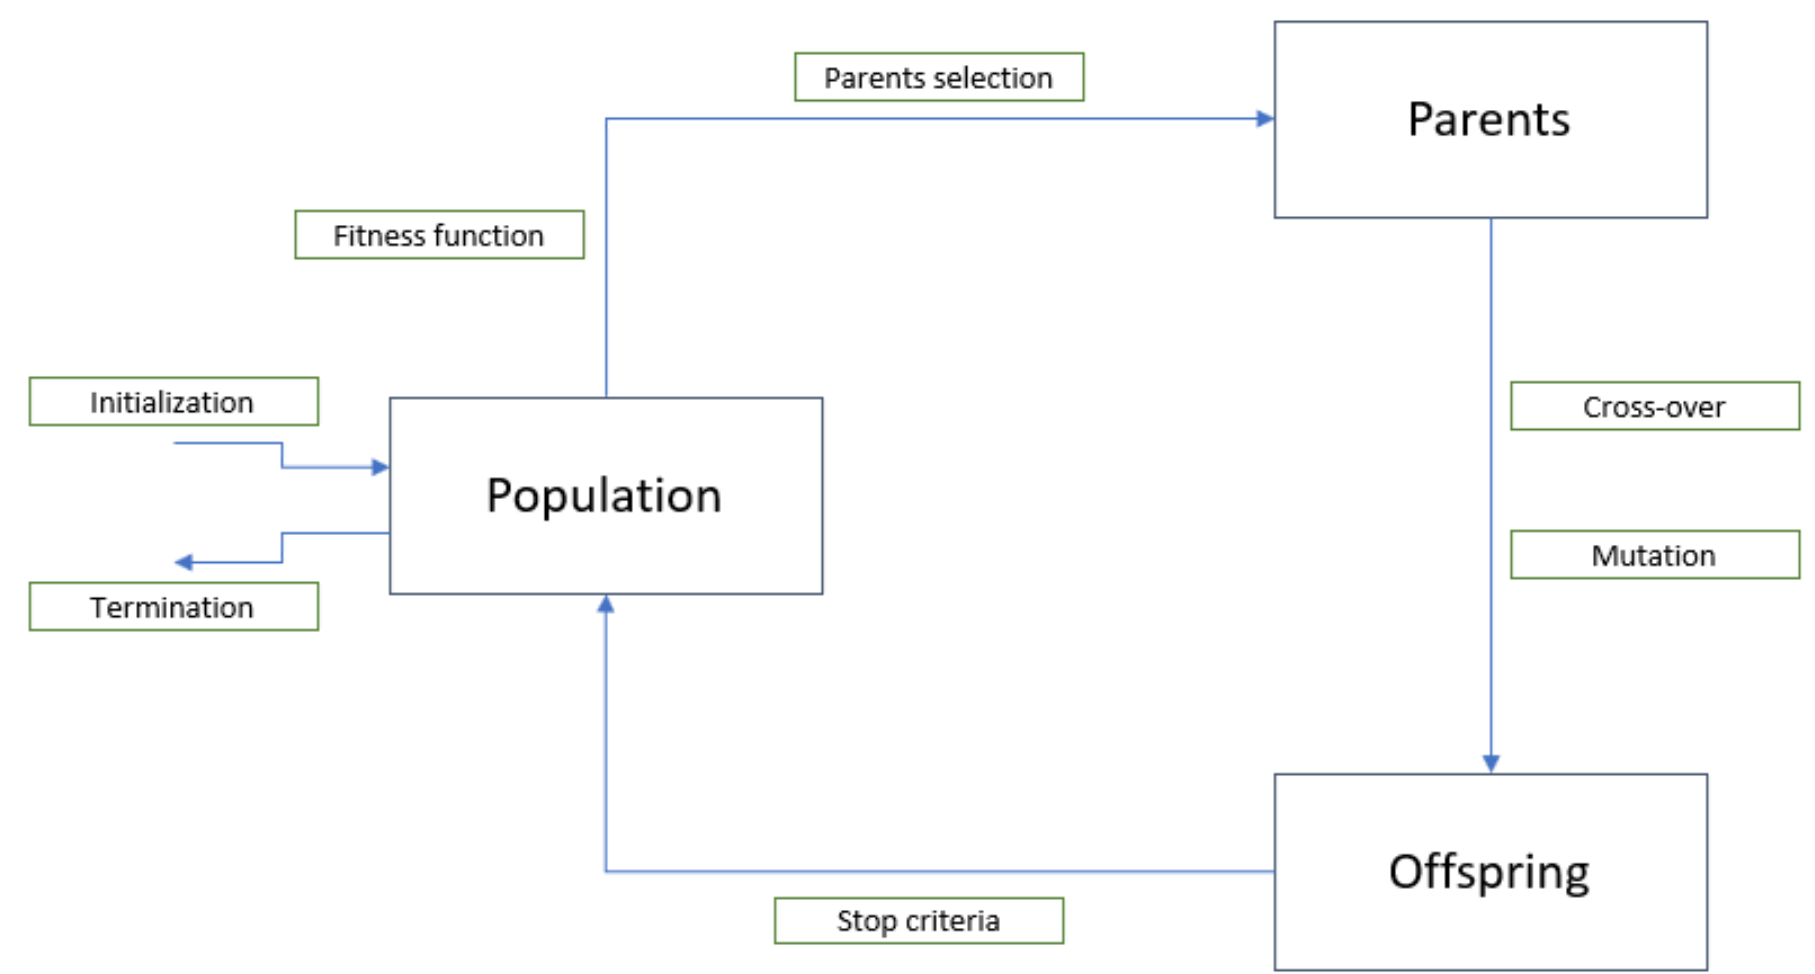 Parents selection
Parents
Fitness function
Initialization
Cross-over
Population
Mutation
Termination
Offspring
Stop criteria